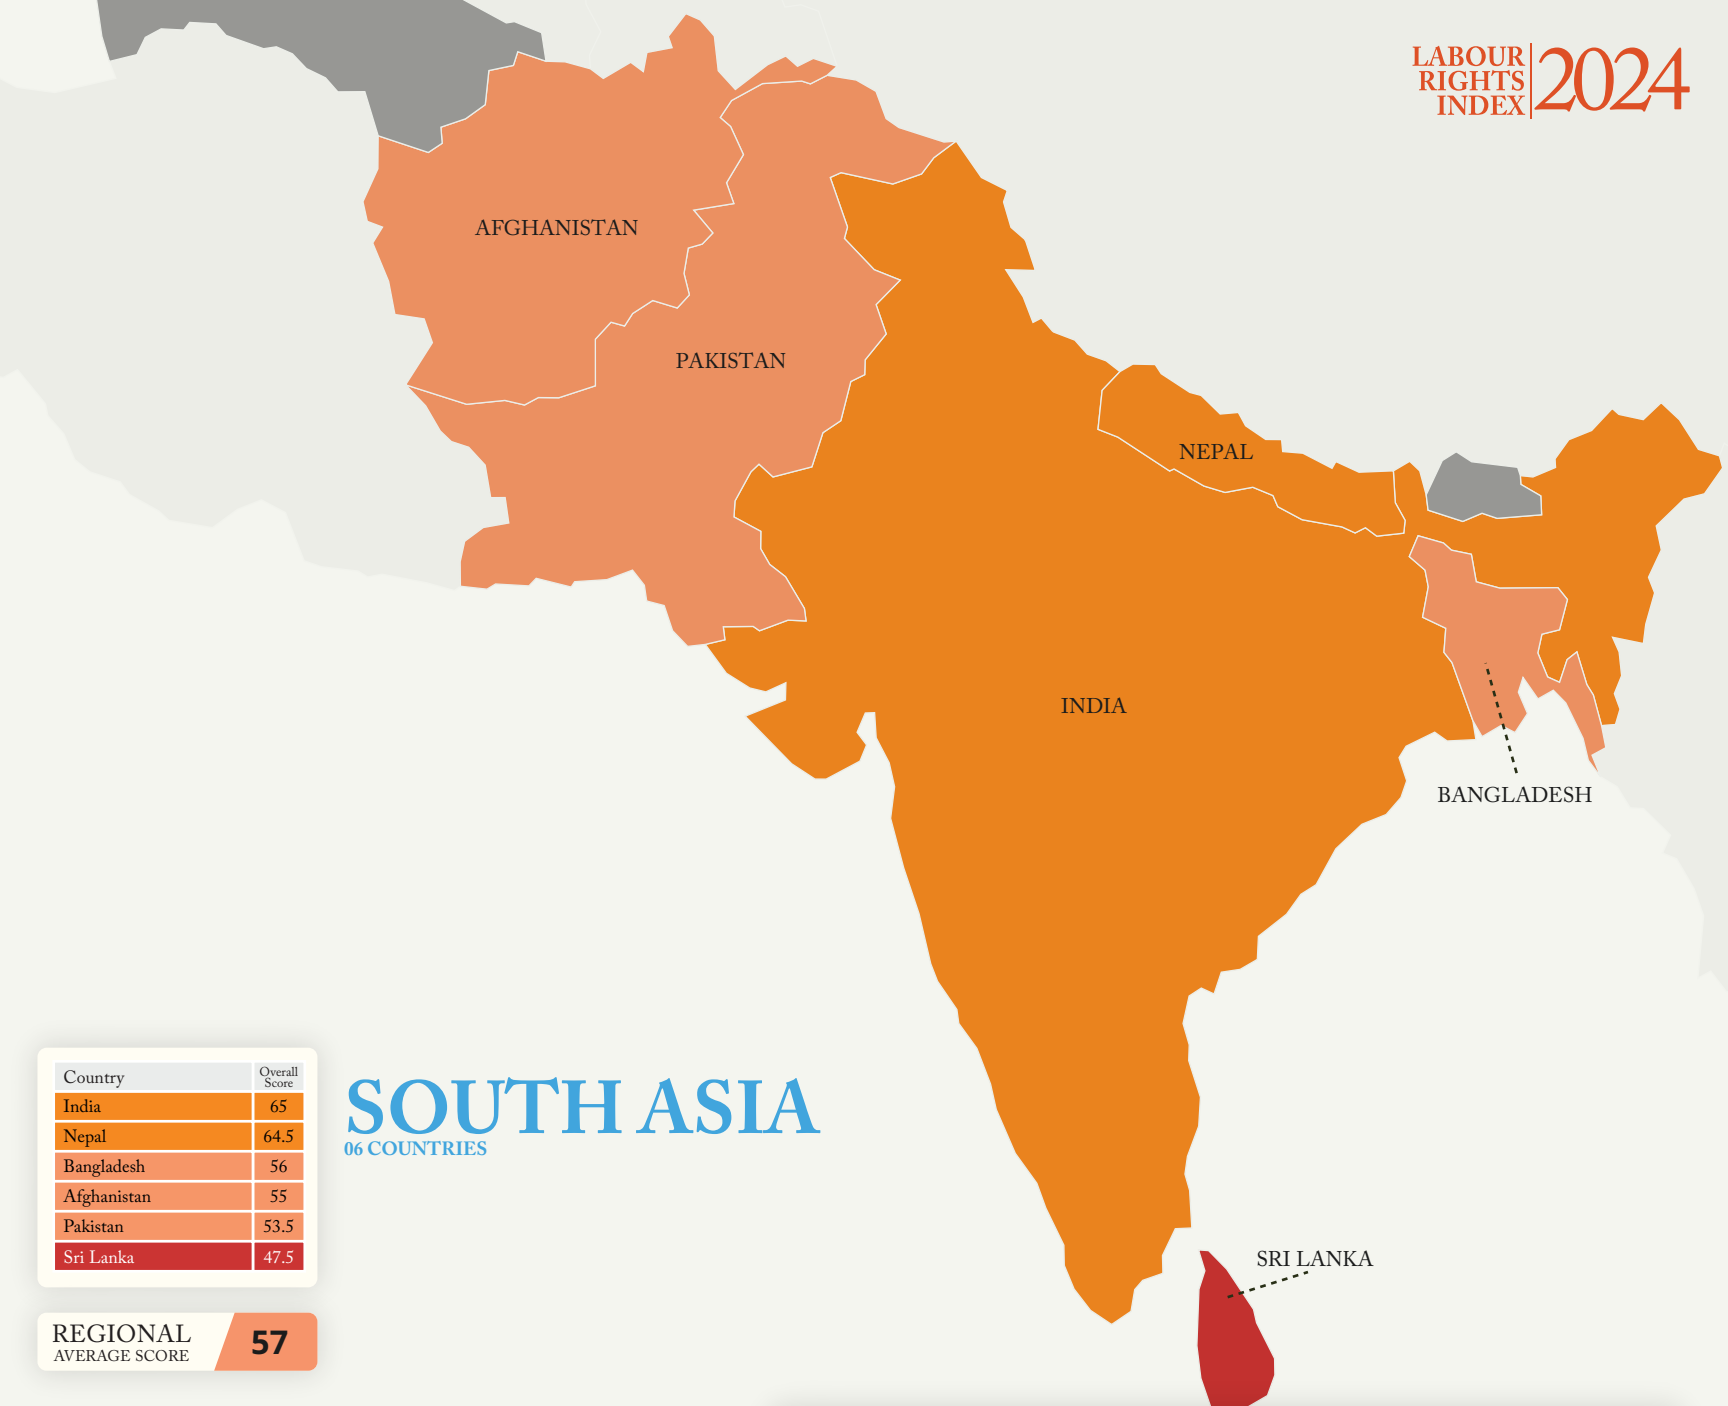 LABOUR
RIGHTS
INDEX
2024
AFGHANISTAN
PAKISTAN
NEPAL
INDIA
BANGLADESH
SRI LANKA
SOUTH ASIA
06 COUNTRIES
Country Overall Score
India 65
Nepal 64.5
Bangladesh 56
Afghanistan 55
Pakistan 53.5
Sri Lanka 47.5
REGIONAL
AVERAGE SCORE
57